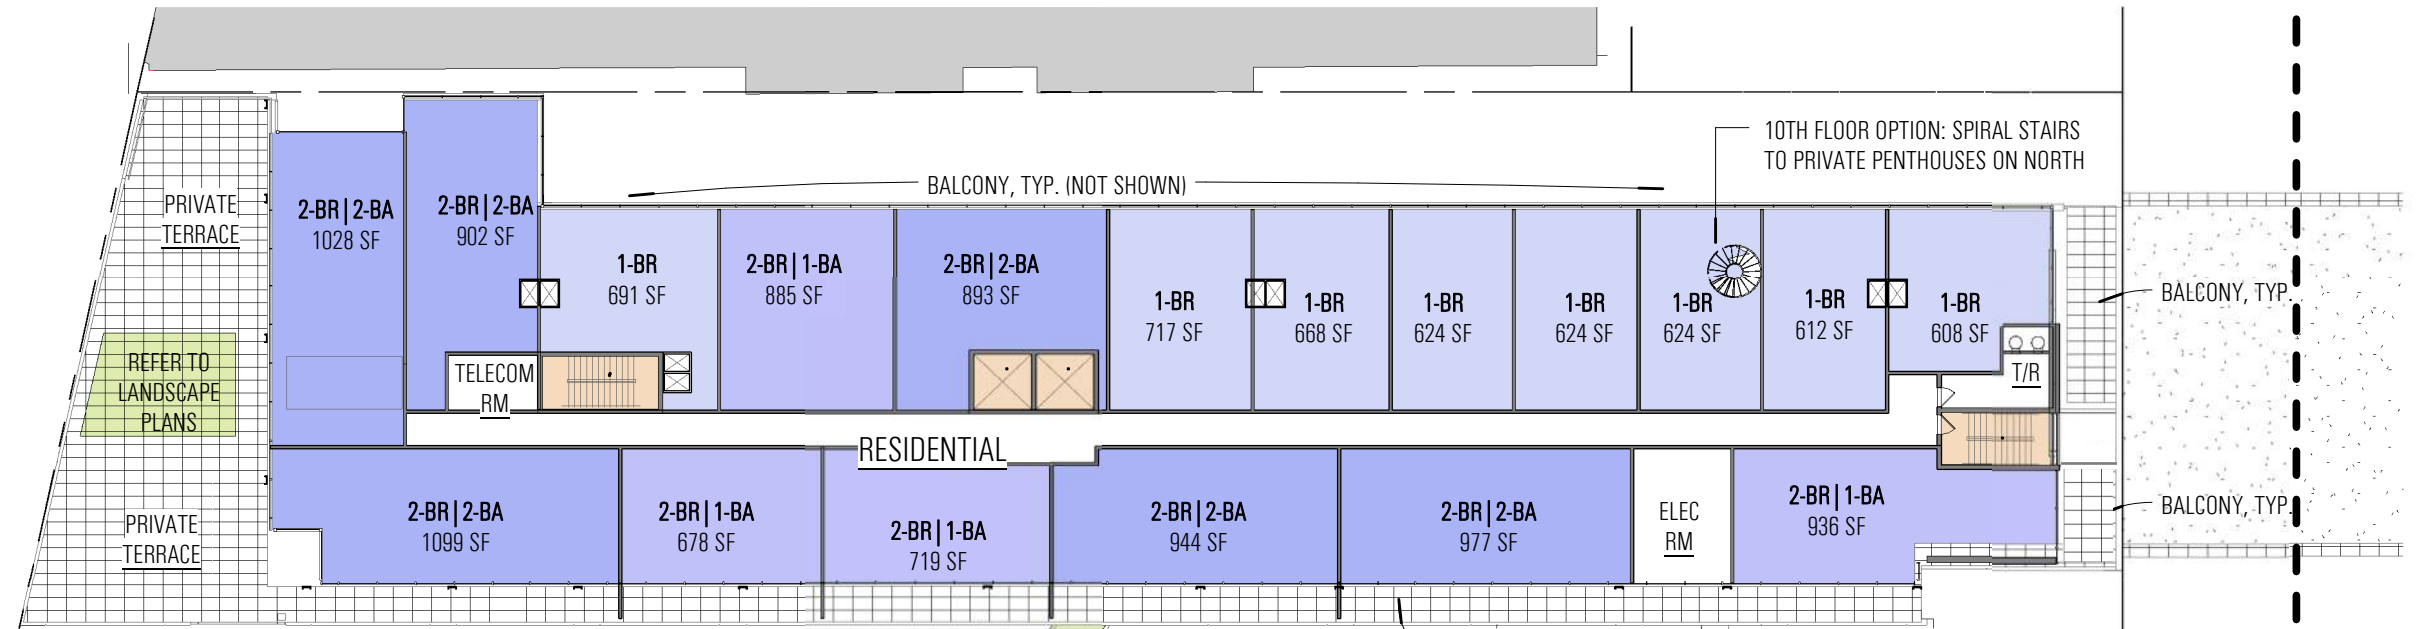 10TH FLOOR OPTION: SPIRAL STAIRS
TO PRIVATE PENTHOUSES ON NORTH
BALCONY, TYP. (NOT SHOWN)
PRIVATE
TERRACE
2-BR | 2-BA
1028 SF
2-BR | 2-BA
902 SF
1-BR
691 SF
2-BR | 1-BA
885 SF
2-BR | 2-BA
893 SF
1-BR
717 SF
1-BR
668 SF
1-BR
624 SF
1-BR
624 SF
1-BR
624 SF
1-BR
612 SF
1-BR
608 SF
BALCONY, TYP.
REFER TO
LANDSCAPE
PLANS
TELECOM
RM
T/R
RESIDENTIAL
PRIVATE
TERRACE
2-BR | 2-BA
1099 SF
2-BR | 1-BA
678 SF
2-BR | 1-BA
719 SF
2-BR | 2-BA
944 SF
2-BR | 2-BA
977 SF
ELEC
RM
2-BR | 1-BA
936 SF
BALCONY, TYP.